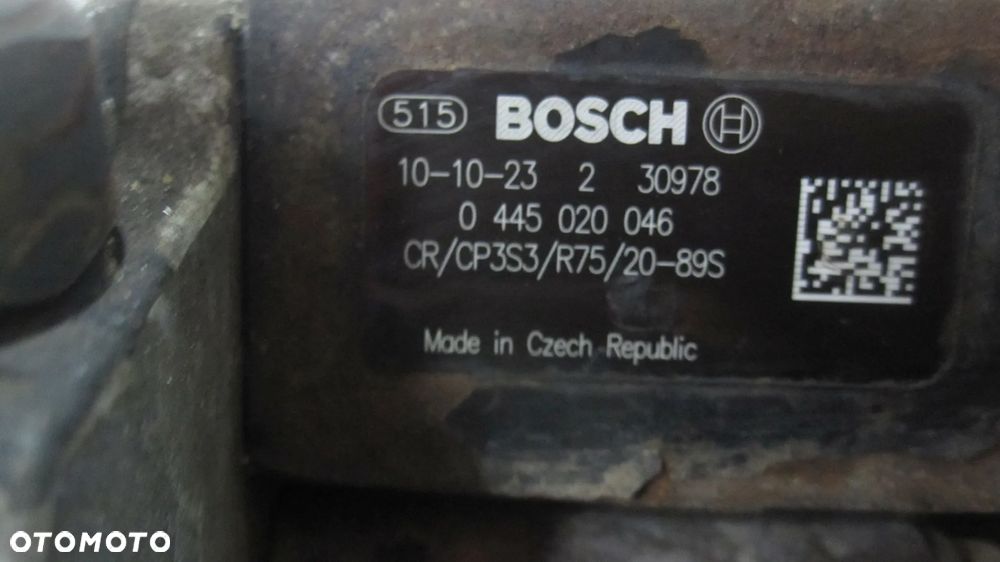 515 BOSCH
10-10-23 2 30978
0 445 020 046
CR/CP3S3/R75/20-89S
Made in Czech Republic
OTOMOTO